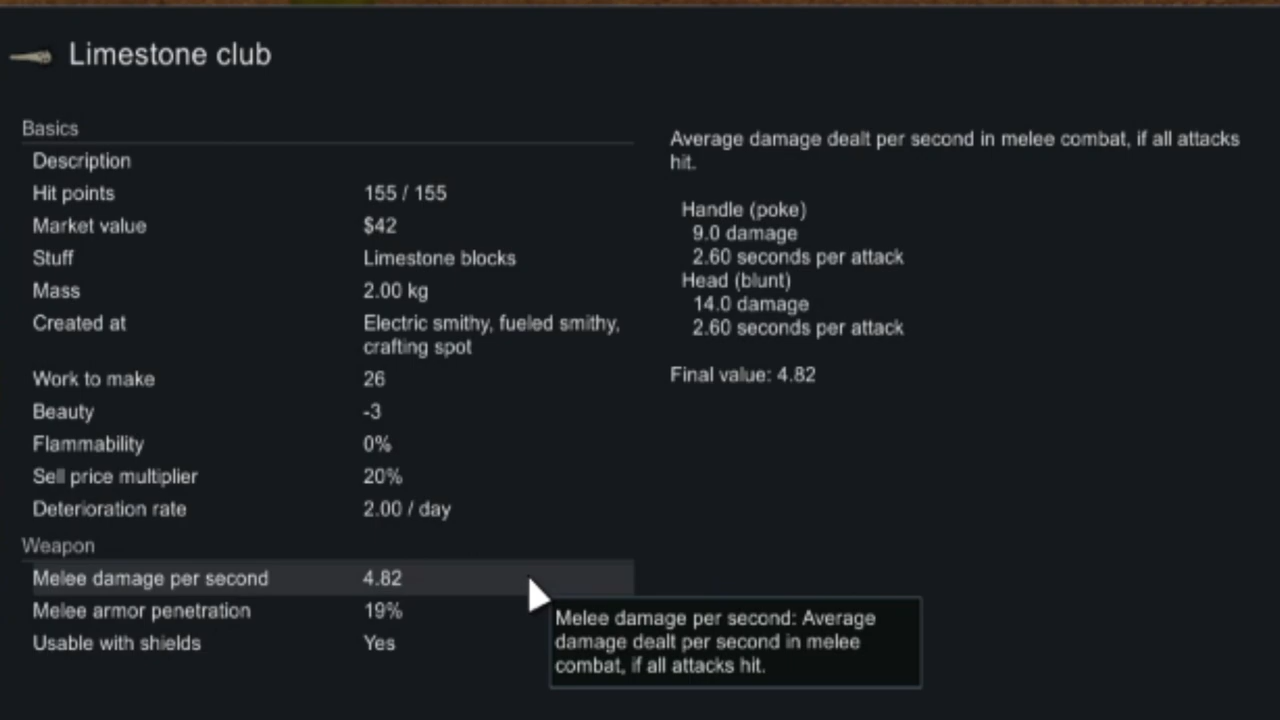 Limestone club
Basics
Description
Hit points 155 / 155
Market value $42
Stuff Limestone blocks
Mass 2.00 kg
Created at Electric smithy, fueled smithy,
crafting spot
Work to make 26
Beauty -3
Flammability 0%
Sell price multiplier 20%
Deterioration rate 2.00 / day
Weapon
Melee damage per second 4.82
Melee armor penetration 19%
Usable with shields Yes
Average damage dealt per second in melee combat, if all attacks
hit.
Handle (poke)
9.0 damage
2.60 seconds per attack
Head (blunt)
14.0 damage
2.60 seconds per attack
Final value: 4.82
Melee damage per second: Average
damage dealt per second in melee
combat, if all attacks hit.